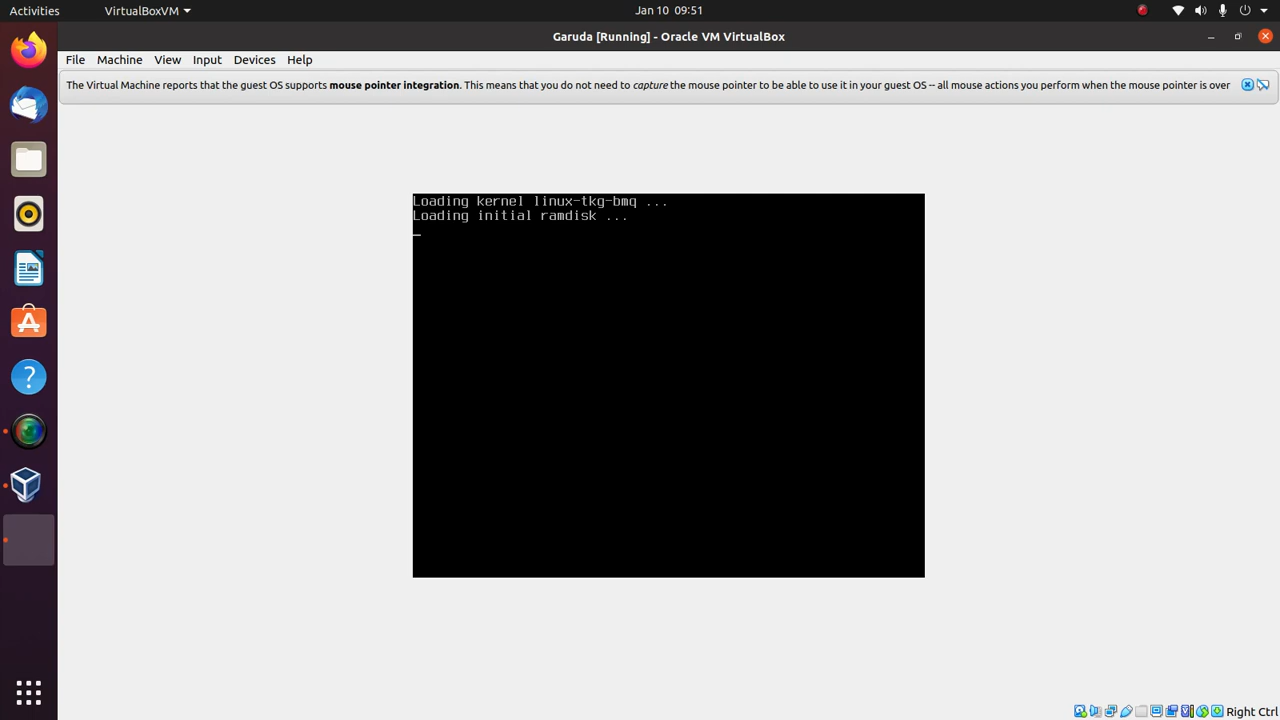 Activities
VirtualBoxVM
Jan 10 09:51
Garuda [Running] - Oracle VM VirtualBox
File Machine View Input Devices Help
The Virtual Machine reports that the guest OS supports mouse pointer integration. This means that you do not need to capture the mouse pointer to be able to use it in your guest OS -- all mouse actions you perform when the mouse pointer is over
Loading kernel linux-tkg-bmq ...
Loading initial ramdisk ...
_
Right Ctrl